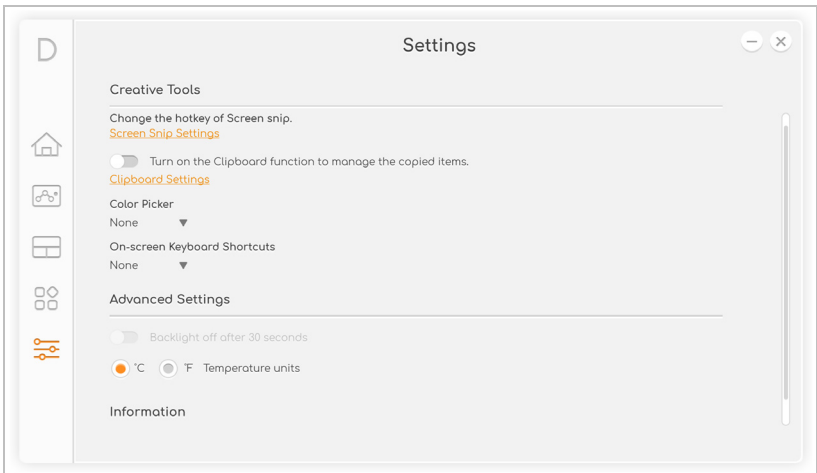 D
Settings
Creative Tools
Change the hotkey of Screen snip.
Screen Snip Settings
Turn on the Clipboard function to manage the copied items.
Clipboard Settings
Color Picker
None
On-screen Keyboard Shortcuts
None
Advanced Settings
Backlight off after 30 seconds
°C °F Temperature units
Information